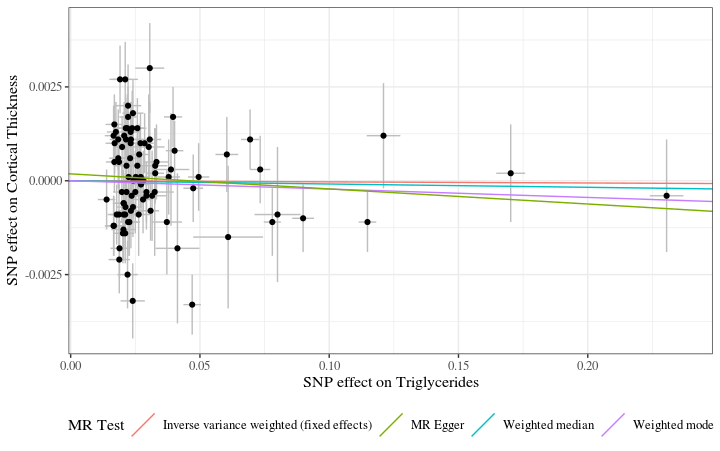 SNP effect on Cortical Thickness
0.0025
0.0000
-0.0025
0.00 0.05 0.10 0.15 0.20
SNP effect on Triglycerides
MR Test Inverse variance weighted (fixed effects) MR Egger Weighted median Weighted mode